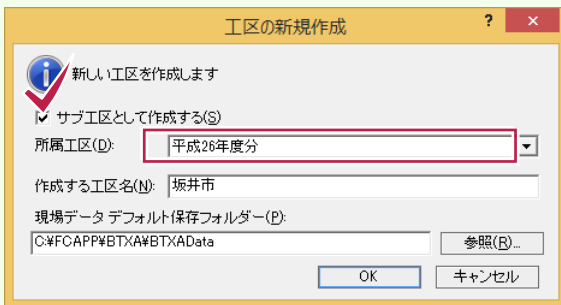 工区の新規作成 ? ×
新しい工区を作成します
サブ工区として作成する(S)
所属工区(D): 平成26年度分
作成する工区名(N): 坂井市
現場データ デフォルト保存フォルダー(P):
C:¥FCAPP¥BTXA¥BTXAData 参照(R)...
OK キャンセル